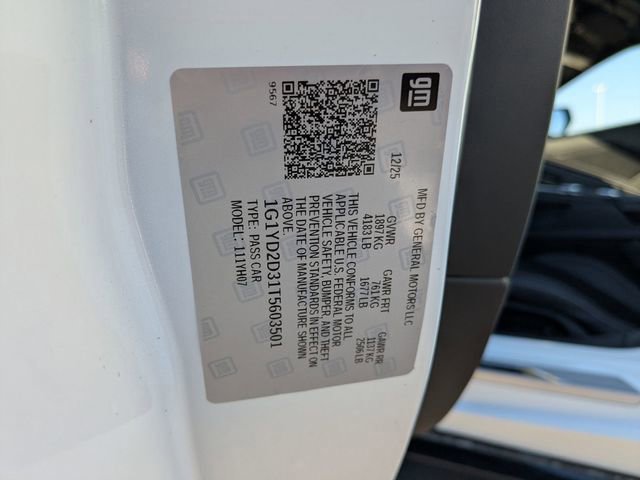 gm
MFD BY GENERAL MOTORS LLC
12/25
GVWR
1897 KG
4183 LB
GAWR FRT
761 KG
1677 LB
GAWR RR
1137 KG
2506 LB
THIS VEHICLE CONFORMS TO ALL
APPLICABLE U.S. FEDERAL MOTOR
VEHICLE SAFETY, BUMPER, AND THEFT
PREVENTION STANDARDS IN EFFECT ON
THE DATE OF MANUFACTURE SHOWN
ABOVE.
1G1YD2D31T5603501
TYPE: PASS CAR
MODEL: 111YH07
9567